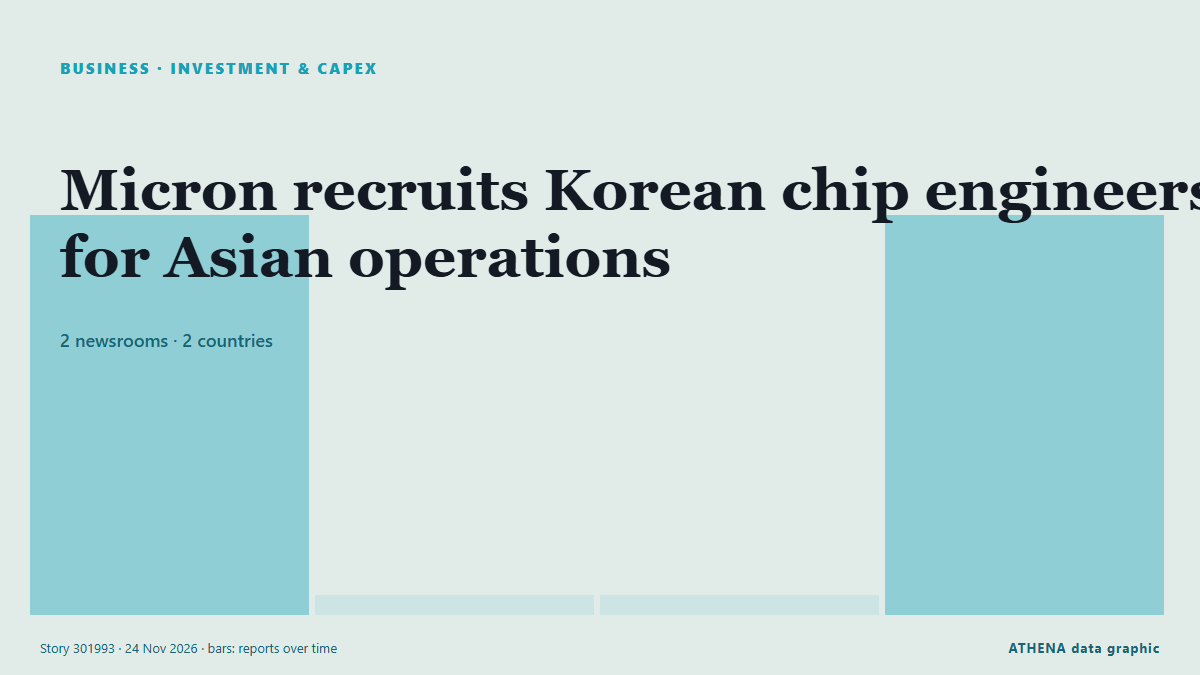 BUSINESS · INVESTMENT & CAPEX
Micron recruits Korean chip engineers
for Asian operations
2 newsrooms · 2 countries
Story 301993 · 24 Nov 2026 · bars: reports over time
ATHENA data graphic